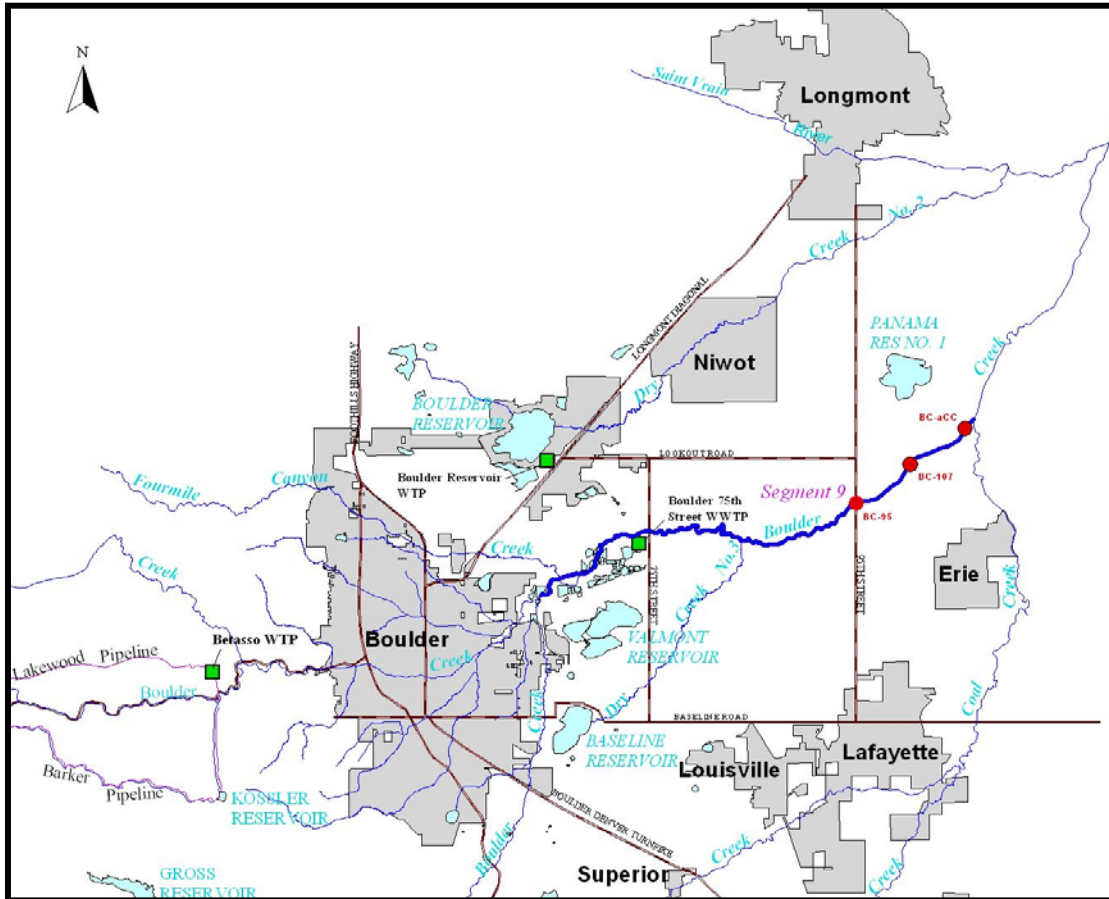 N
Saint Vrain
River
Longmont
Creek
No. 2
LONGMONT DIAGONAL
Niwot
Dry
PANAMA
RES NO. 1
Creek
FOOTHILLS HIGHWAY
BOULDER
RESERVOIR
Boulder Reservoir
WTP
LOOKOUT ROAD
BC-aCC
BC-107
BC-95
Segment 9
Boulder
Fourmile
Canyon
Creek
Boulder 75th
Street WWTP
Creek
No.3
75TH STREET
95TH STREET
Erie
Creek
Creek
Betasso WTP
Boulder
Creek
VALMONT
RESERVOIR
Lakewood Pipeline
Boulder
Creek
Dry
BASELINE ROAD
Coal
BASELINE
RESERVOIR
Louisville
Lafayette
Barker
Pipeline
KOSSLER
RESERVOIR
BOULDER DENVER TURNPIKE
Boulder
Creek
Superior
Creek
GROSS
RESERVOIR